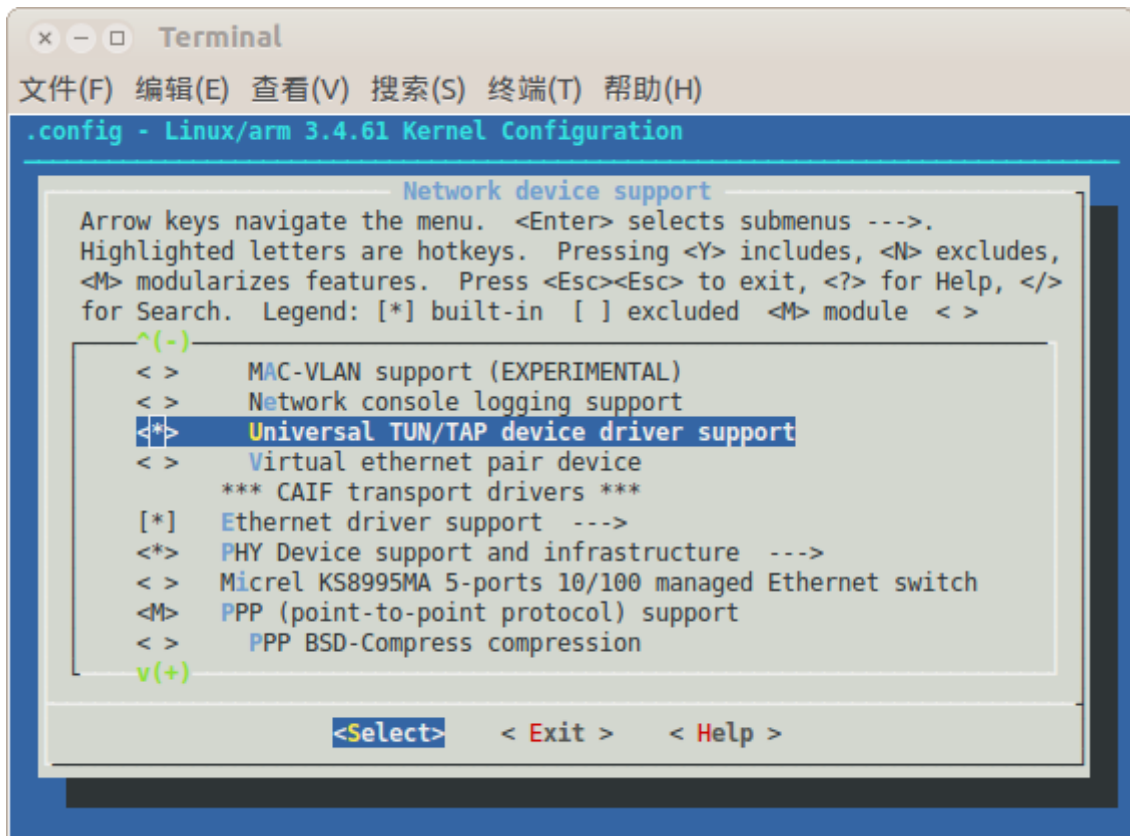 Terminal
文件(F) 编辑(E) 查看(V) 搜索(S) 终端(T) 帮助(H)
.config - Linux/arm 3.4.61 Kernel Configuration
Network device support
Arrow keys navigate the menu.  <Enter> selects submenus --->.
Highlighted letters are hotkeys.  Pressing <Y> includes, <N> excludes,
<M> modularizes features.  Press <Esc><Esc> to exit, <?> for Help, </>
for Search.  Legend: [*] built-in  [ ] excluded  <M> module  < >
^(-)
< >     MAC-VLAN support (EXPERIMENTAL)
< >     Network console logging support
<*>     Universal TUN/TAP device driver support
< >     Virtual ethernet pair device
*** CAIF transport drivers ***
[*]   Ethernet driver support  --->
<*>   PHY Device support and infrastructure  --->
< >   Micrel KS8995MA 5-ports 10/100 managed Ethernet switch
<M>   PPP (point-to-point protocol) support
< >     PPP BSD-Compress compression
v(+)
<Select>    < Exit >    < Help >